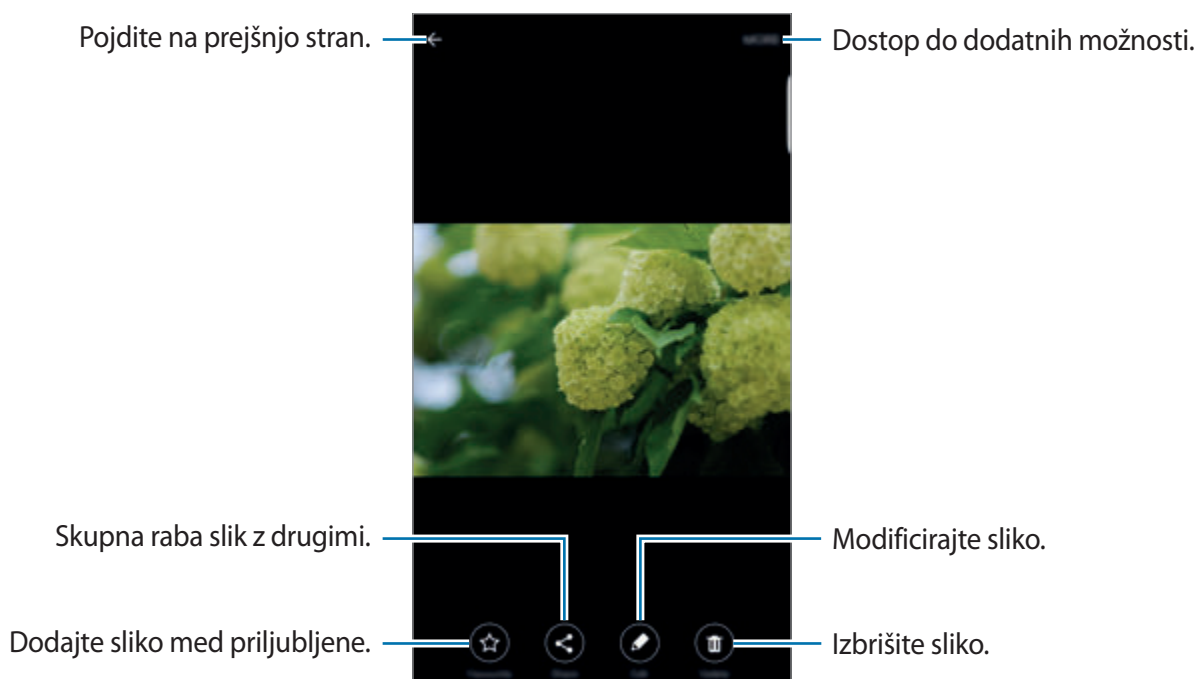 Pojdite na prejšnjo stran.
Dostop do dodatnih možnosti.
Skupna raba slik z drugimi.
Modificirajte sliko.
Dodajte sliko med priljubljene.
Izbrišite sliko.